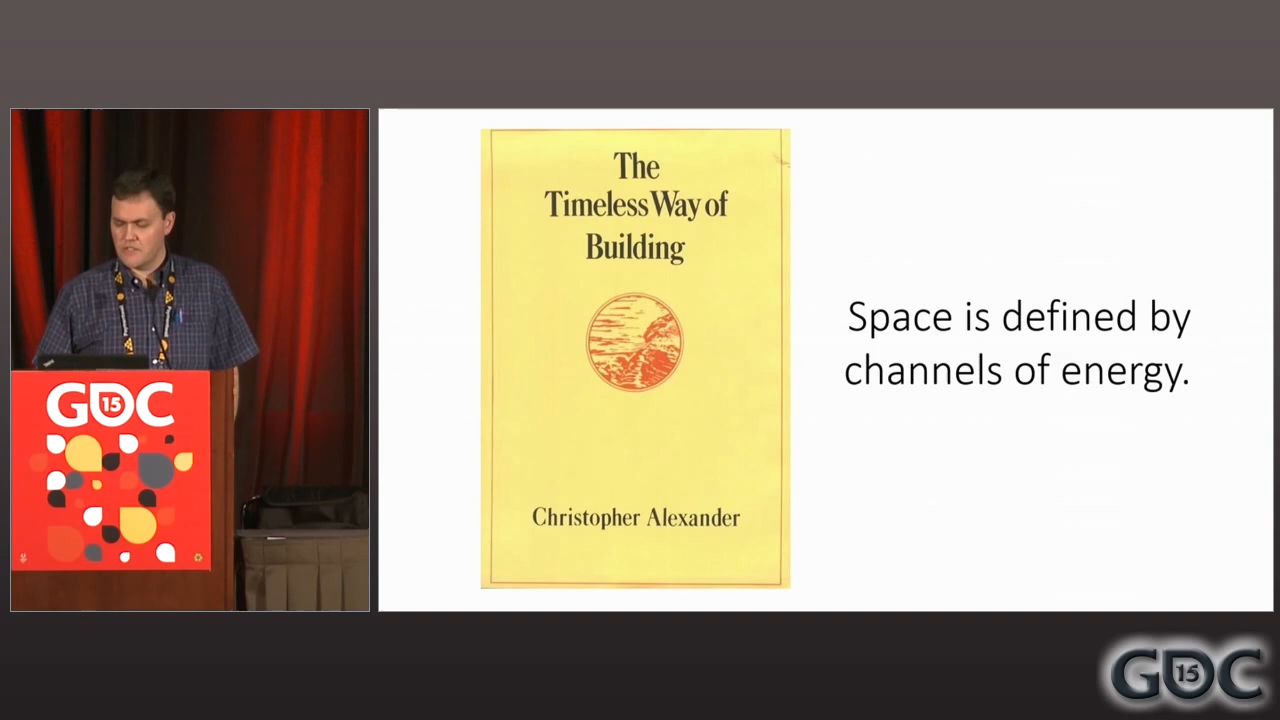 GDC
15
The
Timeless Way of
Building
Christopher Alexander
Space is defined by
channels of energy.
GDC
15